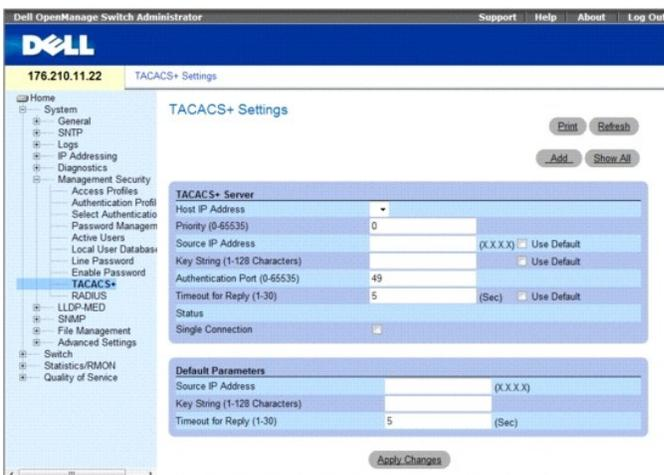 Dell OpenManage Switch Administrator
Support Help About Log Out
DELL
176.210.11.22 TACACS+ Settings
Home
System
General
SNTP
Logs
IP Addressing
Diagnostics
Management Security
Access Profiles
Authentication Profil
Select Authenticatio
Password Managem
Active Users
Local User Databas
Line Password
Enable Password
TACACS+
RADIUS
LLDP-MED
SNMP
File Management
Advanced Settings
Switch
Statistics/RMON
Quality of Service
TACACS+ Settings
Print Refresh
Add Show All
TACACS+ Server
Host IP Address
Priority (0-65535) 0
Source IP Address (X.X.X.X) Use Default
Key String (1-128 Characters) Use Default
Authentication Port (0-65535) 49
Timeout for Reply (1-30) 5 (Sec) Use Default
Status
Single Connection
Default Parameters
Source IP Address (X.X.X.X)
Key String (1-128 Characters)
Timeout for Reply (1-30) 5 (Sec)
Apply Changes